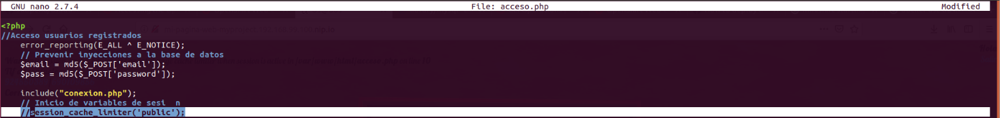 GNU nano 2.7.4 File: acceso.php Modified
<?php
//Acceso usuarios registrados
error_reporting(E_ALL ^ E_NOTICE);
// Prevenir inyecciones a la base de datos
$email = md5($_POST['email']);
$pass = md5($_POST['password']);
include("conexion.php");
// Inicio de variables de sesi  n
//session_cache_limiter('public');